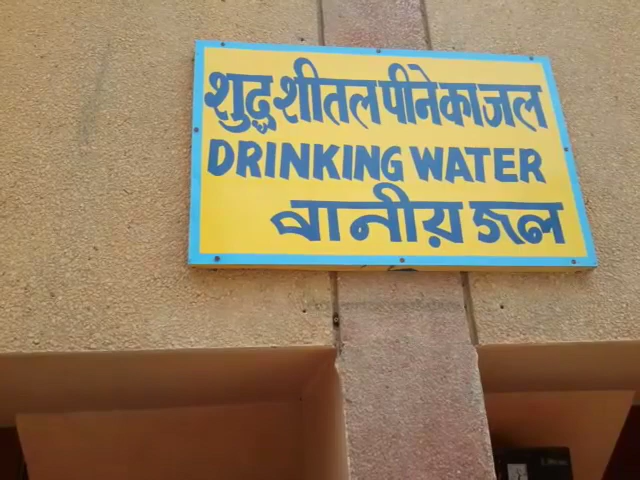 शुद्ध शीतल पीने का जल
DRINKING WATER
পানীয় জল